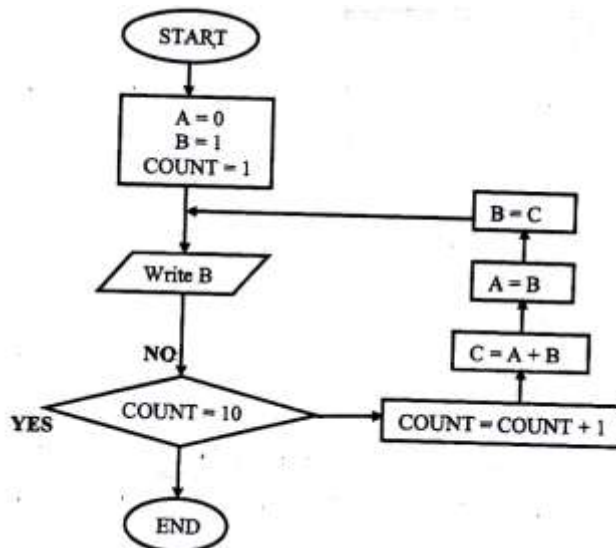 START
A = 0
B = 1
COUNT = 1
B = C
Write B
A = B
C = A + B
NO
COUNT = 10
YES
COUNT = COUNT + 1
END